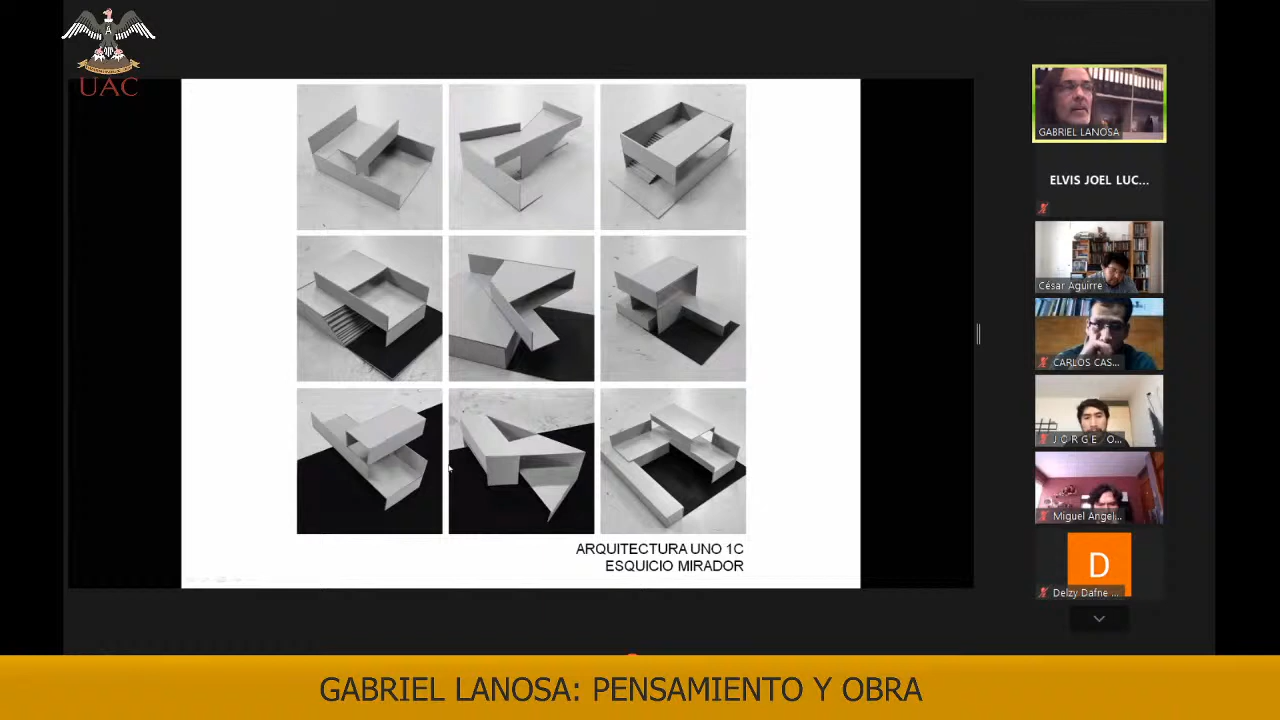 UAC
GABRIEL LANOSA
ELVIS JOEL LUC...
César Aguirre
CARLOS CAS...
J O R G E O...
Miguel Angel...
D
Delzy Dafne ...
ARQUITECTURA UNO 1C
ESQUICIO MIRADOR
GABRIEL LANOSA: PENSAMIENTO Y OBRA